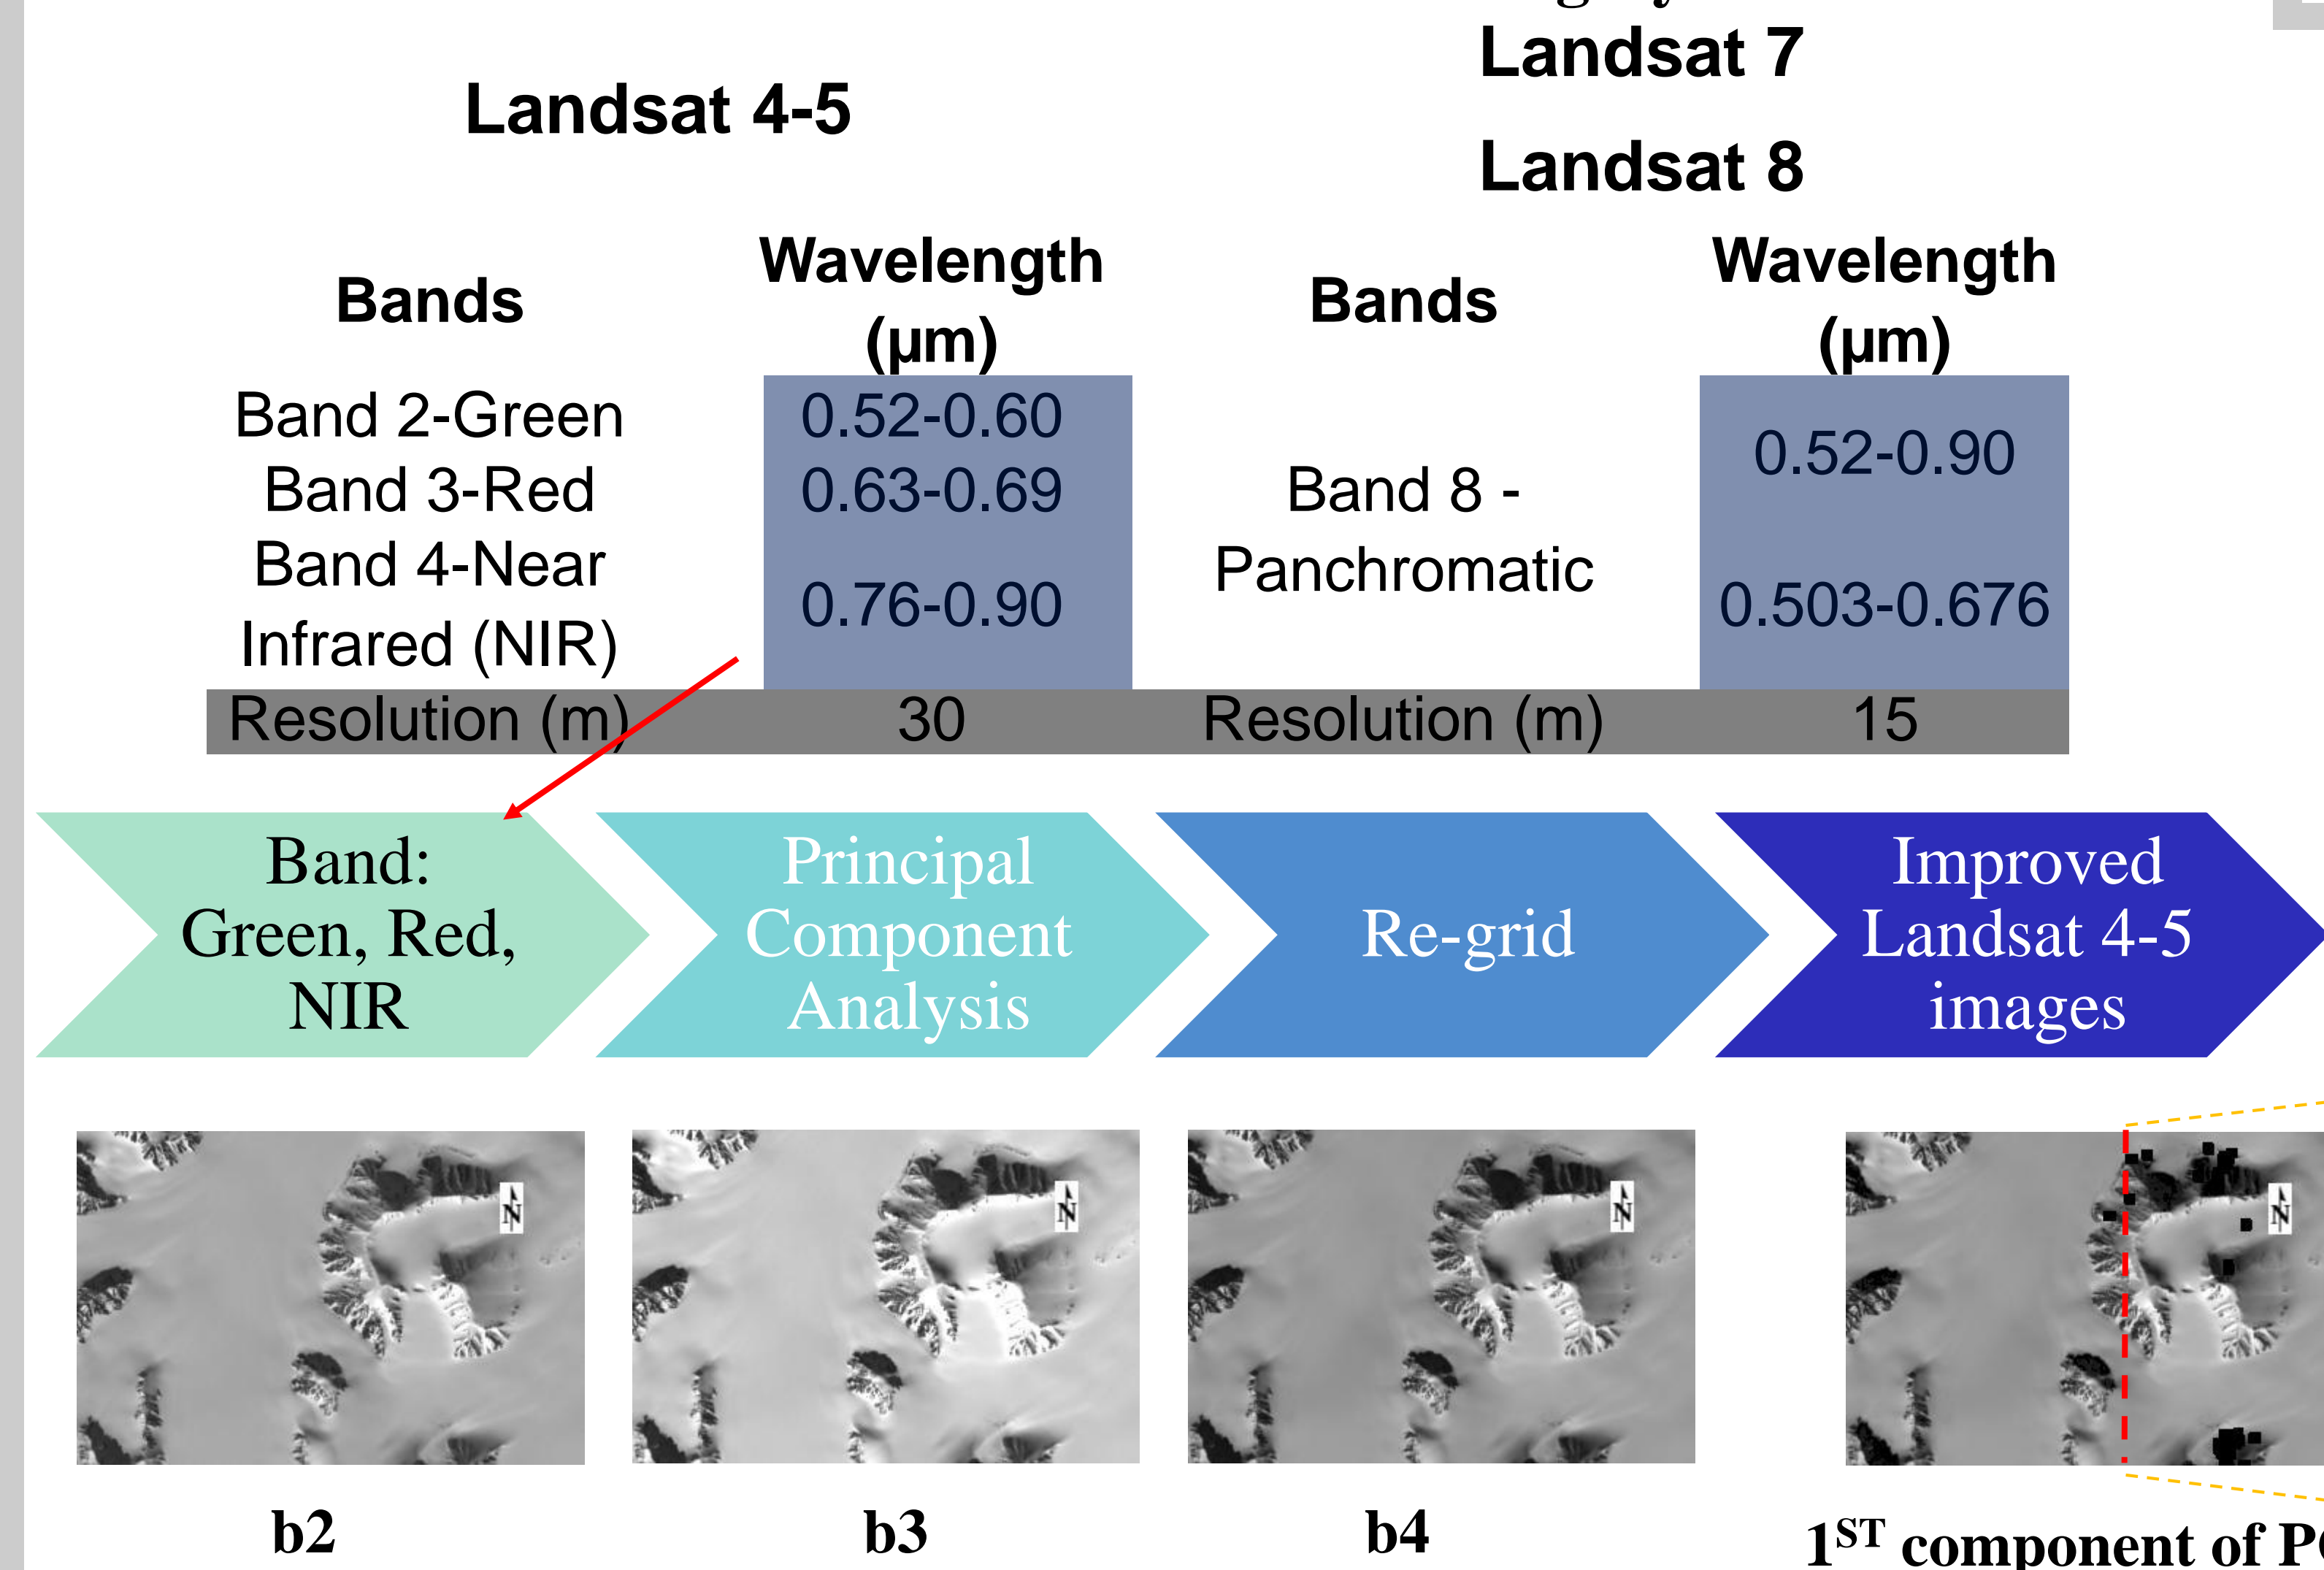 Landsat 7
Landsat 4-5
Landsat 8
Bands
Wavelength
(µm)
Bands
Wavelength
(µm)
Band 2-Green
0.52-0.60
0.52-0.90
Band 3-Red
0.63-0.69
Band 8 -
Panchromatic
Band 4-Near
Infrared (NIR)
0.76-0.90
0.503-0.676
Resolution (m) 30 Resolution (m) 15
Band:
Green, Red,
NIR
Principal
Component
Analysis
Re-grid
Improved
Landsat 4-5
images
N
N
N
N
b2
b3
b4
1ST component of